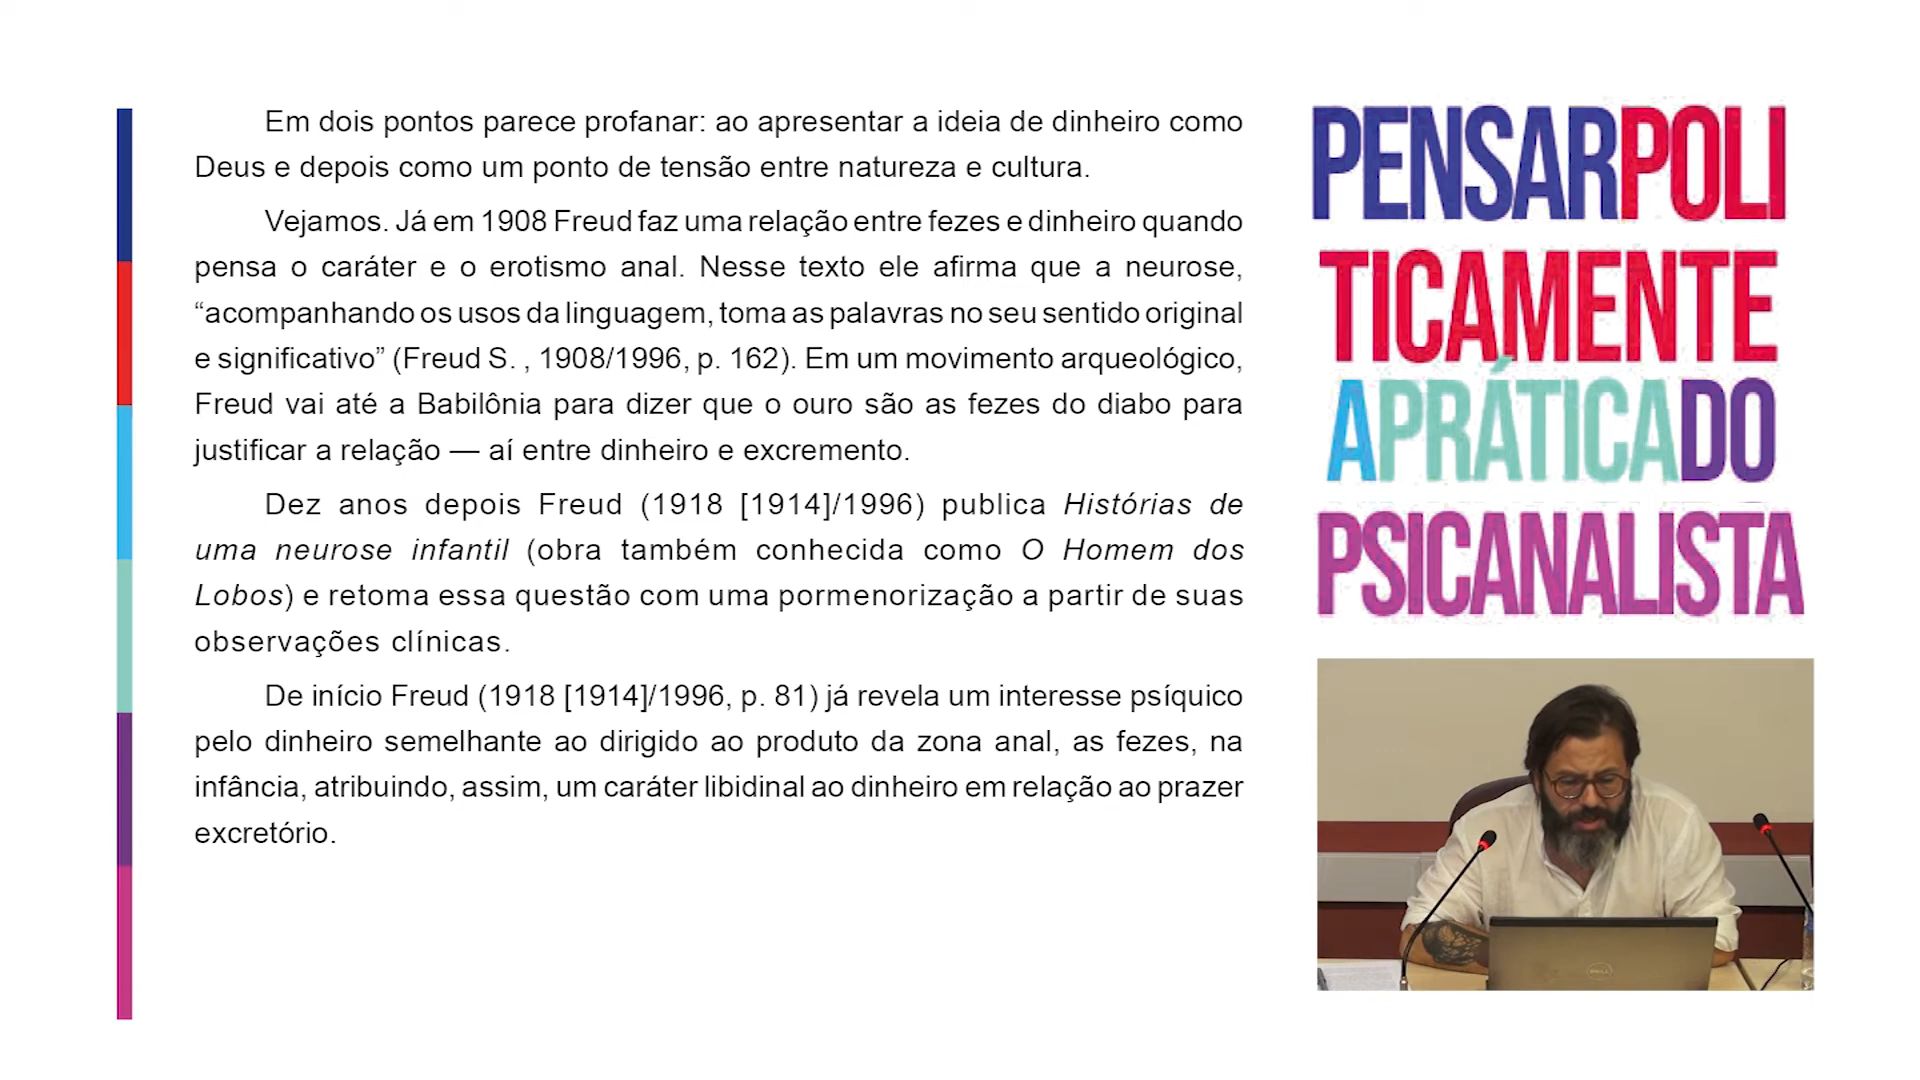 Em dois pontos parece profanar: ao apresentar a ideia de dinheiro como
Deus e depois como um ponto de tensão entre natureza e cultura.
Vejamos. Já em 1908 Freud faz uma relação entre fezes e dinheiro quando
pensa o caráter e o erotismo anal. Nesse texto ele afirma que a neurose,
“acompanhando os usos da linguagem, toma as palavras no seu sentido original
e significativo” (Freud S. , 1908/1996, p. 162). Em um movimento arqueológico,
Freud vai até a Babilônia para dizer que o ouro são as fezes do diabo para
justificar a relação — aí entre dinheiro e excremento.
Dez anos depois Freud (1918 [1914]/1996) publica Histórias de
uma neurose infantil (obra também conhecida como O Homem dos
Lobos) e retoma essa questão com uma pormenorização a partir de suas
observações clínicas.
De início Freud (1918 [1914]/1996, p. 81) já revela um interesse psíquico
pelo dinheiro semelhante ao dirigido ao produto da zona anal, as fezes, na
infância, atribuindo, assim, um caráter libidinal ao dinheiro em relação ao prazer
excretório.
PENSARPOLI
TICAMENTE
APRÁTICADO
PSICANALISTA
DELL